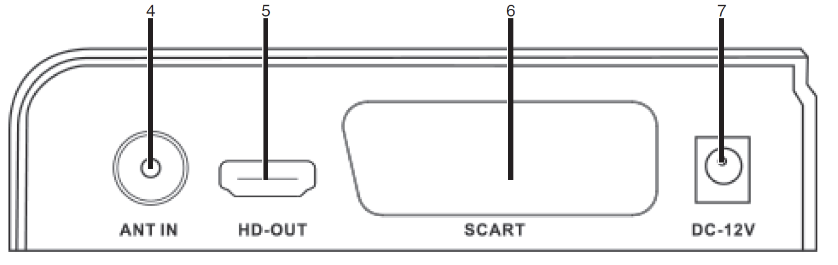 4 5 6 7
ANT IN HD-OUT SCART DC-12V